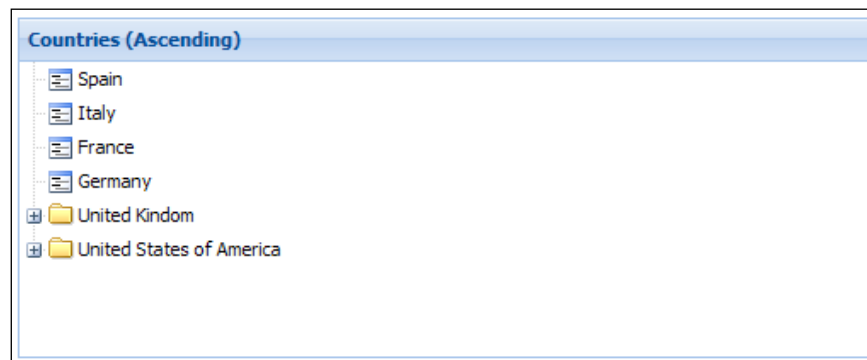 Countries (Ascending)
Spain
Italy
France
Germany
United Kindom
United States of America